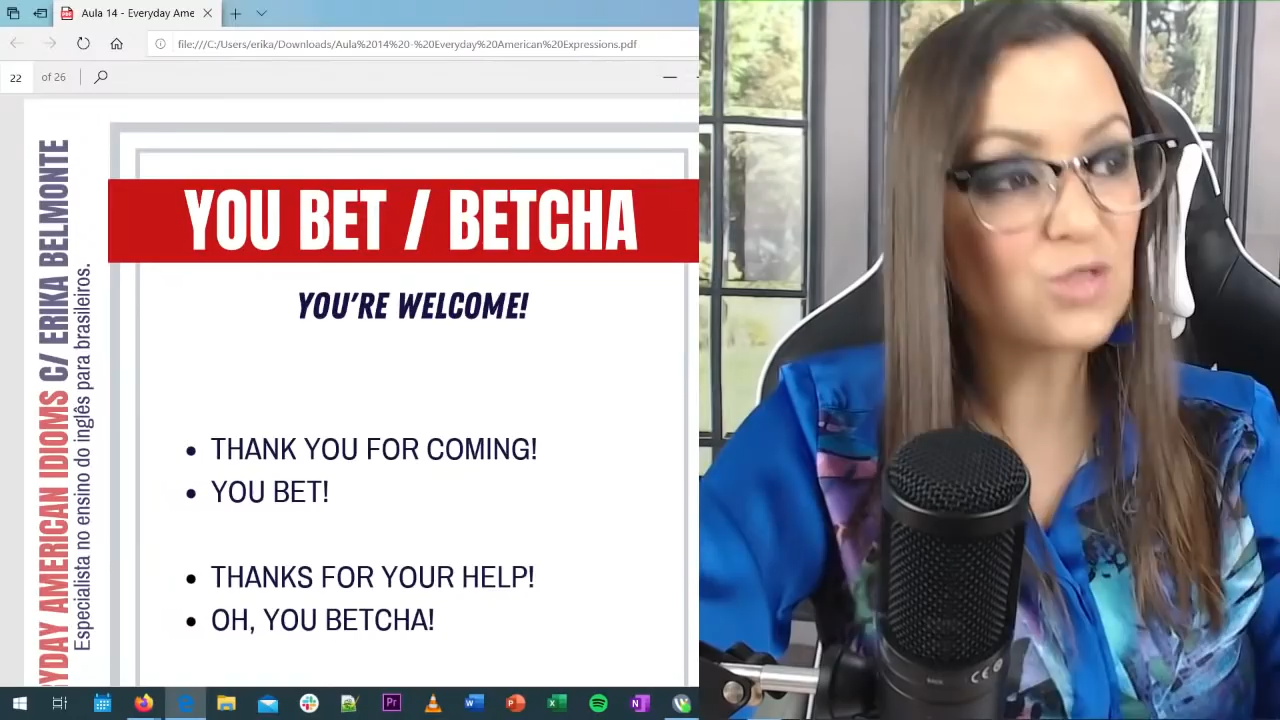 Aula 14 - Everyday Ame
file:///C:/Users/erika/Downloads/Aula%2014%20-%20Everyday%20American%20Expressions.pdf
22 of 26
YDAY AMERICAN IDIOMS C/ ERIKA BELMONTE
Especialista no ensino do inglês para brasileiros.
YOU BET / BETCHA
YOU'RE WELCOME!
• THANK YOU FOR COMING!
• YOU BET!
• THANKS FOR YOUR HELP!
• OH, YOU BETCHA!